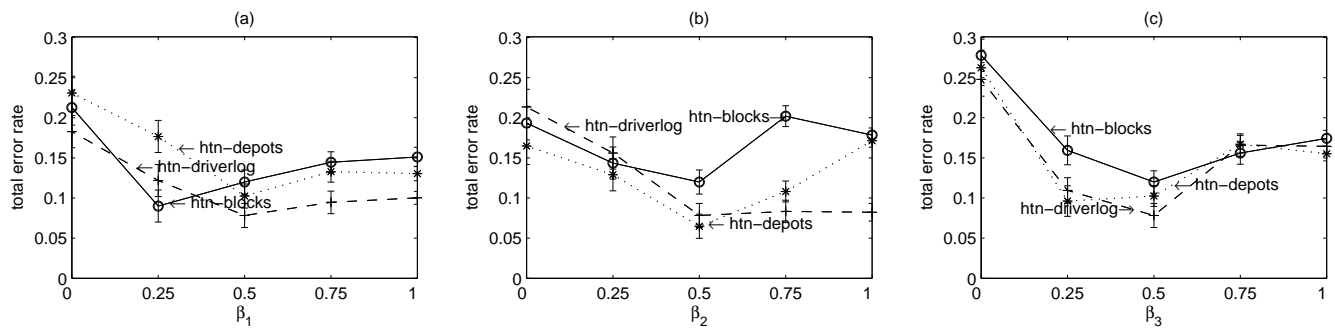 (a)
0.3
0.25
0.2
0.15
0.1
0.05
0
total error rate
←htn-depots
←htn-driverlog
←htn-blocks
0 0.25 0.5 0.75 1
β1
(b)
0.3
0.25
0.2
0.15
0.1
0.05
0
total error rate
←htn-driverlog
htn-blocks→
←htn-depots
0 0.25 0.5 0.75 1
β2
(c)
0.3
0.25
0.2
0.15
0.1
0.05
0
total error rate
←htn-blocks
←htn-depots
htn-driverlog→
0 0.25 0.5 0.75 1
β3